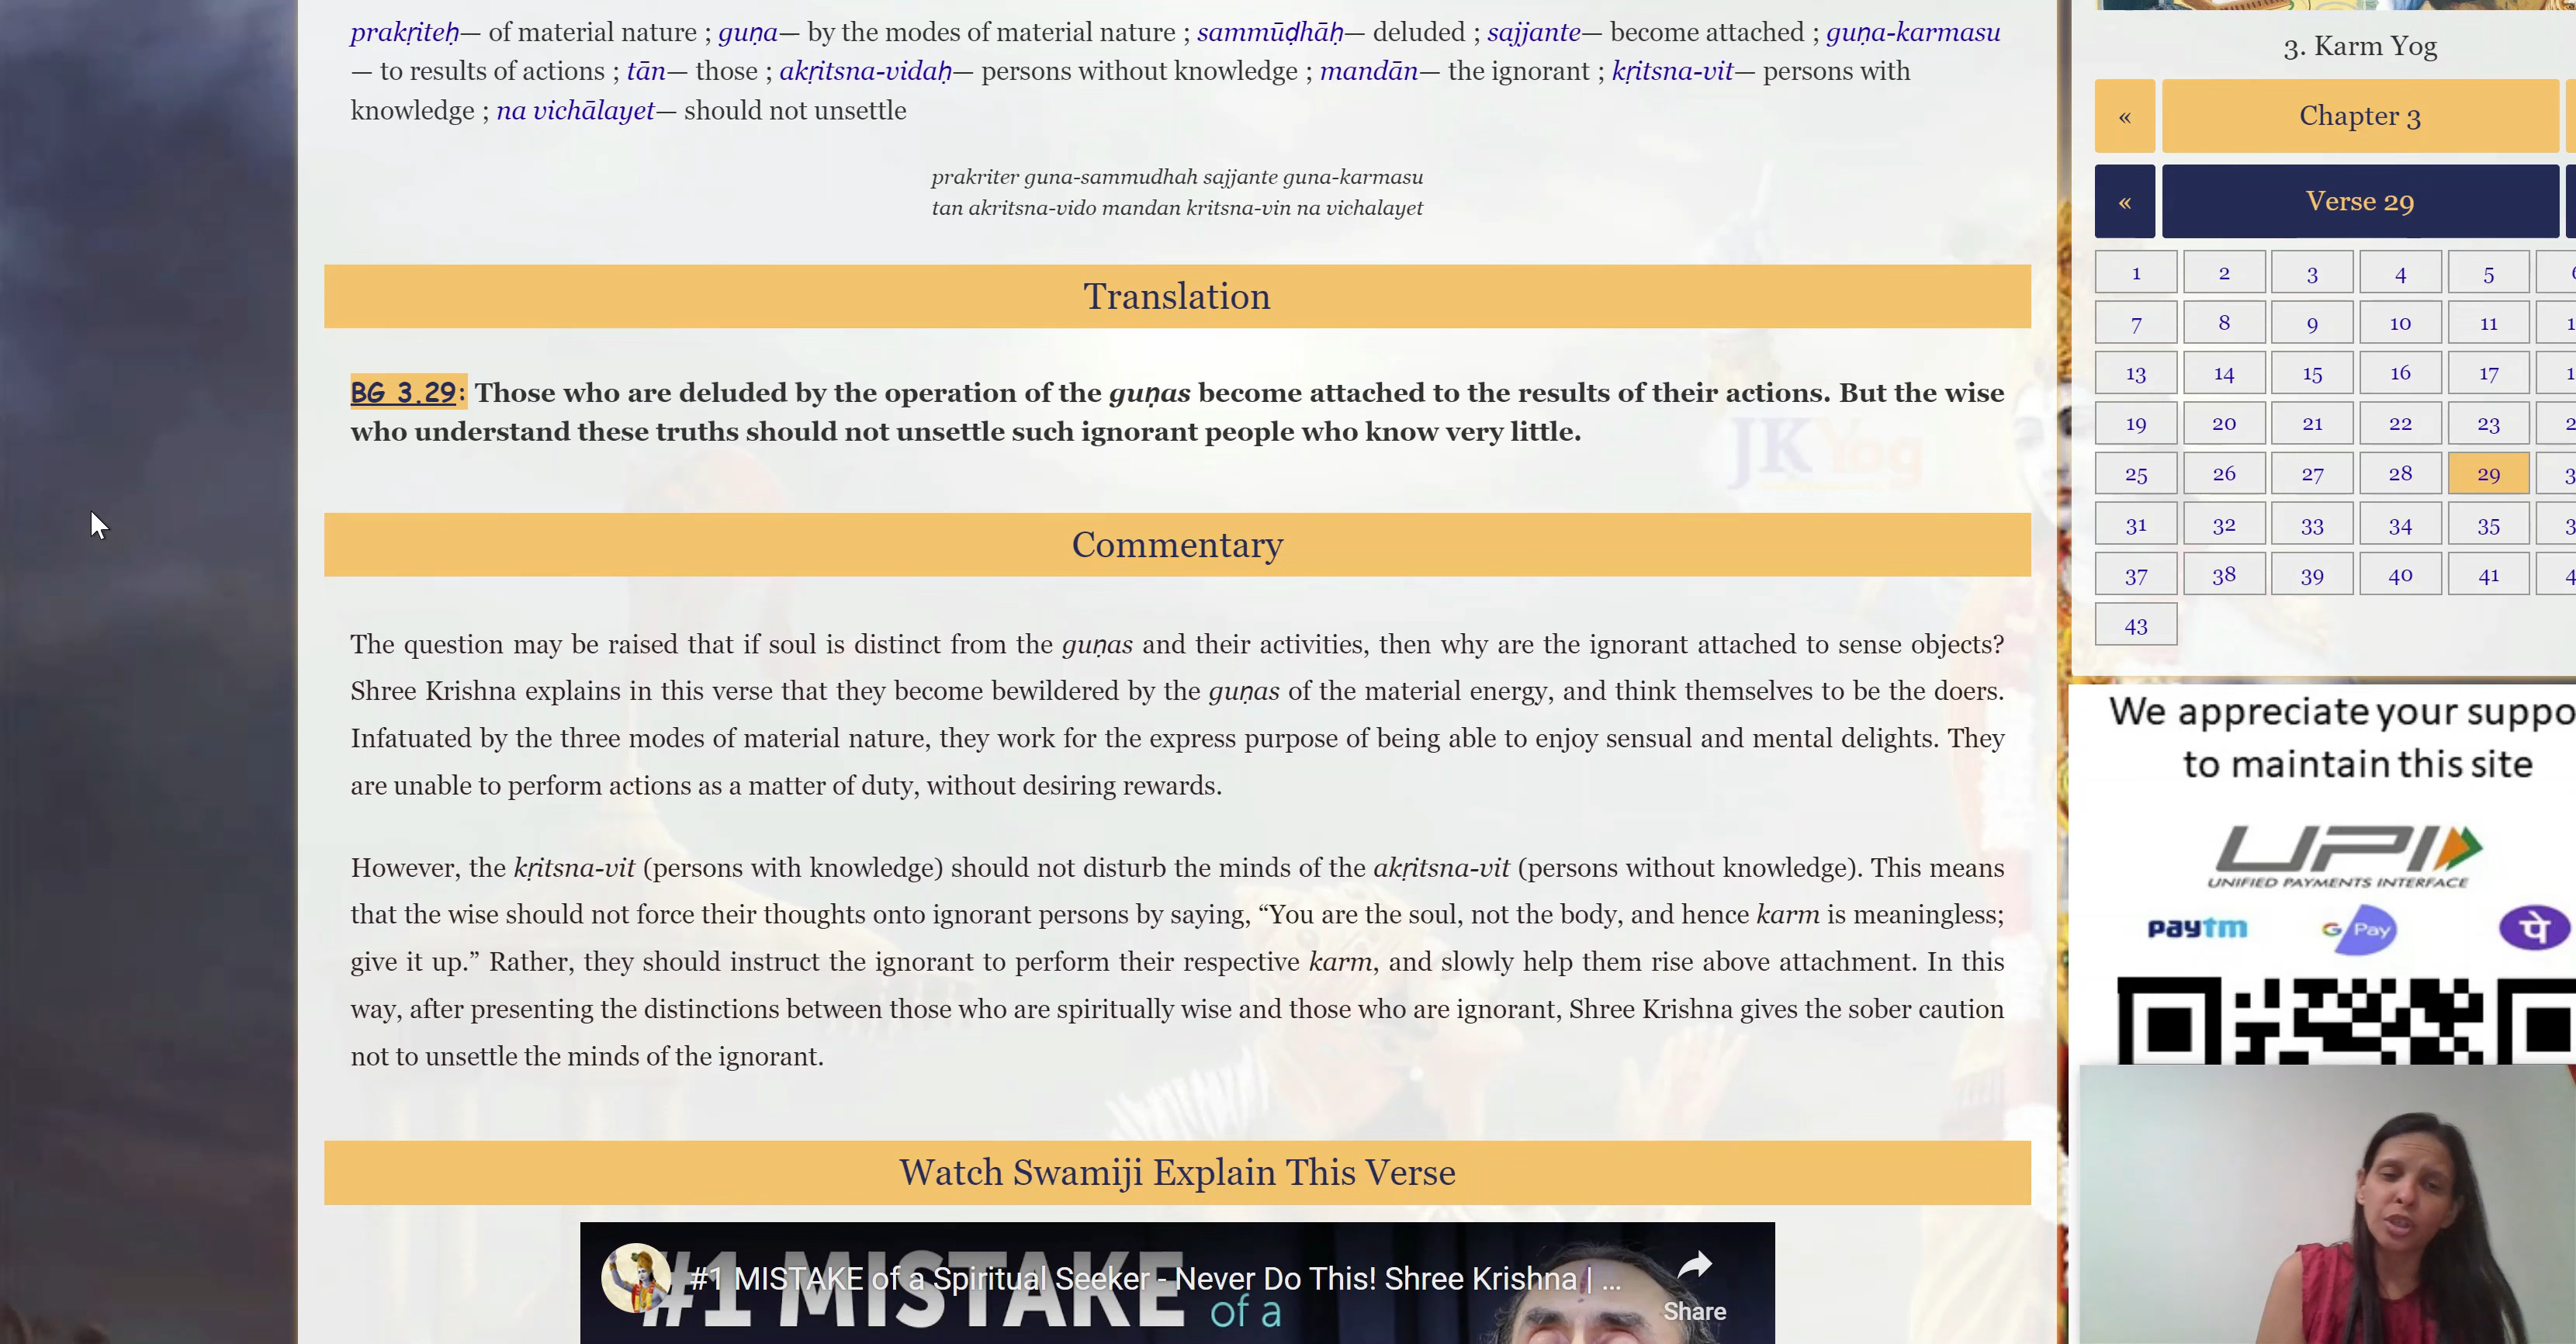 prakṛiteḥ— of material nature ; guṇa— by the modes of material nature ; sammūḍhāḥ— deluded ; sajjante— become attached ; guṇa-karmasu
— to results of actions ; tān— those ; akṛitsna-vidaḥ— persons without knowledge ; mandān— the ignorant ; kṛitsna-vit— persons with
knowledge ; na vichālayet— should not unsettle
prakriter guna-sammudhah sajjante guna-karmasu
tan akritsna-vido mandan kritsna-vin na vichalayet
Translation
BG 3.29: Those who are deluded by the operation of the guṇas become attached to the results of their actions. But the wise
who understand these truths should not unsettle such ignorant people who know very little.
JKYog
Commentary
The question may be raised that if soul is distinct from the guṇas and their activities, then why are the ignorant attached to sense objects?
Shree Krishna explains in this verse that they become bewildered by the guṇas of the material energy, and think themselves to be the doers.
Infatuated by the three modes of material nature, they work for the express purpose of being able to enjoy sensual and mental delights. They
are unable to perform actions as a matter of duty, without desiring rewards.
However, the kṛitsna-vit (persons with knowledge) should not disturb the minds of the akṛitsna-vit (persons without knowledge). This means
that the wise should not force their thoughts onto ignorant persons by saying, “You are the soul, not the body, and hence karm is meaningless;
give it up.” Rather, they should instruct the ignorant to perform their respective karm, and slowly help them rise above attachment. In this
way, after presenting the distinctions between those who are spiritually wise and those who are ignorant, Shree Krishna gives the sober caution
not to unsettle the minds of the ignorant.
Watch Swamiji Explain This Verse
#1 MISTAKE of a Spiritual Seeker - Never Do This! Shree Krishna | ...
Share
#1 MISTAKE of a
3. Karm Yog
« Chapter 3
« Verse 29
1 2 3 4 5
7 8 9 10 11
13 14 15 16 17
19 20 21 22 23
25 26 27 28 29
31 32 33 34 35
37 38 39 40 41
43
We appreciate your suppo
to maintain this site
UPI
UNIFIED PAYMENTS INTERFACE
paytm G Pay पे